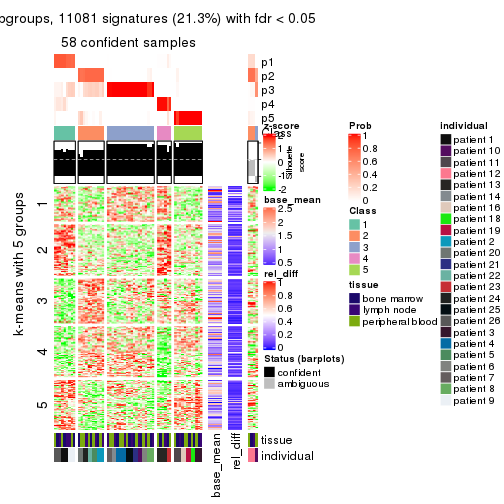 ogroups, 11081 signatures (21.3%) with fdr < 0.05
58 confident samples
p1
p2
p3
p4
p5
Class
Silhouette
score
k-means with 5 groups
1
2
3
4
5
base_mean
rel_diff
tissue
individual
z-score
2
-2
base_mean
2.5
2
1.5
1
0.5
rel_diff
1
0.8
0.6
0.4
0.2
0
Status (barplots)
confident
ambiguous
Prob
1
0.8
0.6
0.4
0.2
0
Class
1
2
3
4
5
tissue
bone marrow
lymph node
peripheral blood
individual
patient 1
patient 10
patient 11
patient 12
patient 13
patient 14
patient 16
patient 18
patient 19
patient 2
patient 20
patient 21
patient 22
patient 23
patient 24
patient 25
patient 26
patient 3
patient 4
patient 5
patient 6
patient 7
patient 8
patient 9